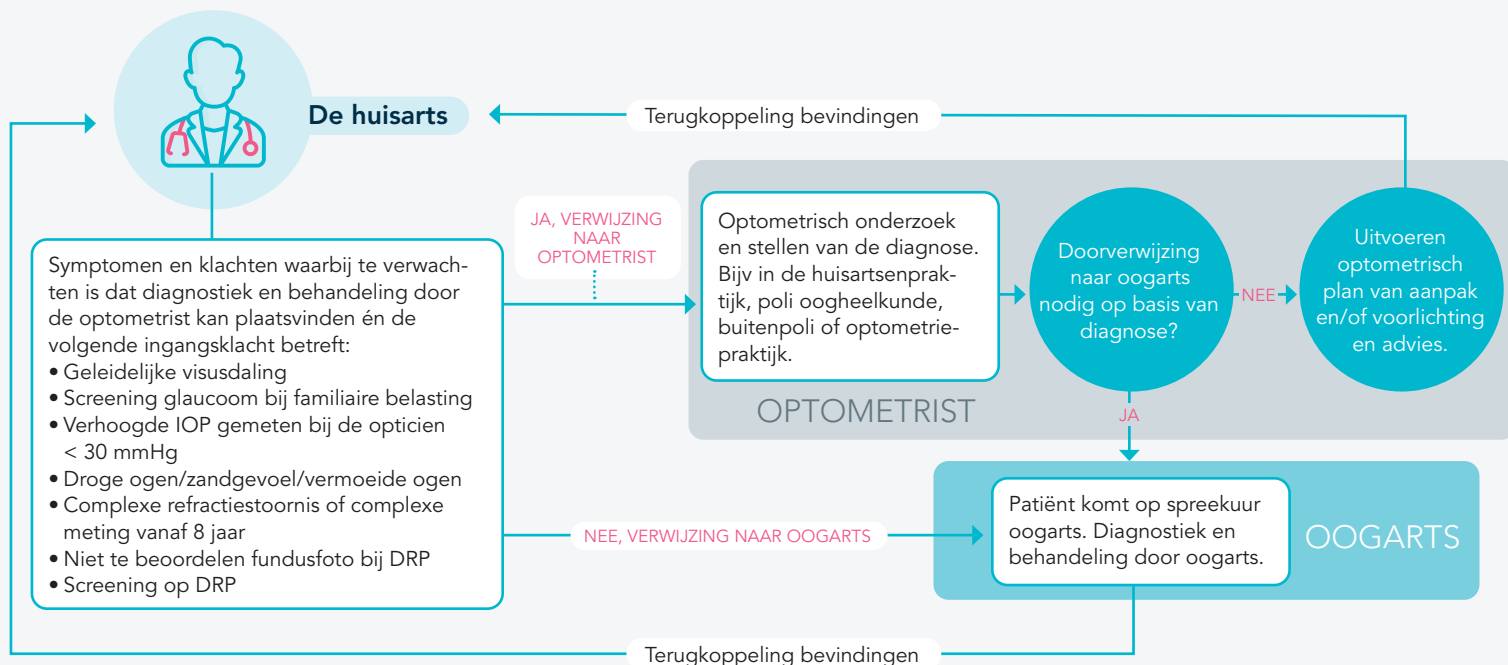 De huisarts
Terugkoppeling bevindingen
JA, VERWIJZING
NAAR
OPTOMETRIST
Symptomen en klachten waarbij te verwach-
ten is dat diagnostiek en behandeling door
de optometrist kan plaatsvinden én de
volgende ingangsklacht betreft:
• Geleidelijke visusdaling
• Screening glaucoom bij familiaire belasting
• Verhoogde IOP gemeten bij de opticien
< 30 mmHg
• Droge ogen/zandgevoel/vermoeide ogen
• Complexe refractiestoornis of complexe
meting vanaf 8 jaar
• Niet te beoordelen fundusfoto bij DRP
• Screening op DRP
Optometrisch onderzoek
en stellen van de diagnose.
Bijv in de huisartsenprak-
tijk, poli oogheelkunde,
buitenpoli of optometrie-
praktijk.
Doorverwijzing
naar oogarts
nodig op basis van
diagnose?
NEE
Uitvoeren
optometrisch
plan van aanpak
en/of voorlichting
en advies.
OPTOMETRIST
JA
NEE, VERWIJZING NAAR OOGARTS
Patiënt komt op spreekuur
oogarts. Diagnostiek en
behandeling door oogarts.
OOGARTS
Terugkoppeling bevindingen